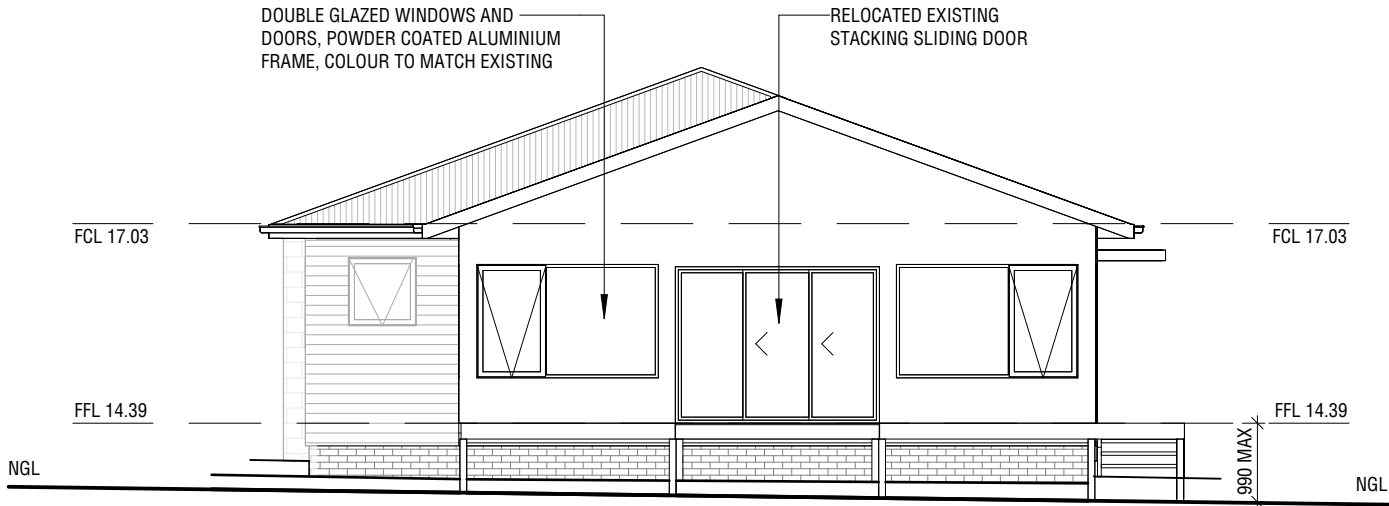 DOUBLE GLAZED WINDOWS AND
DOORS, POWDER COATED ALUMINIUM
FRAME, COLOUR TO MATCH EXISTING
RELOCATED EXISTING
STACKING SLIDING DOOR
FCL 17.03
FCL 17.03
FFL 14.39
FFL 14.39
990 MAX
NGL
NGL